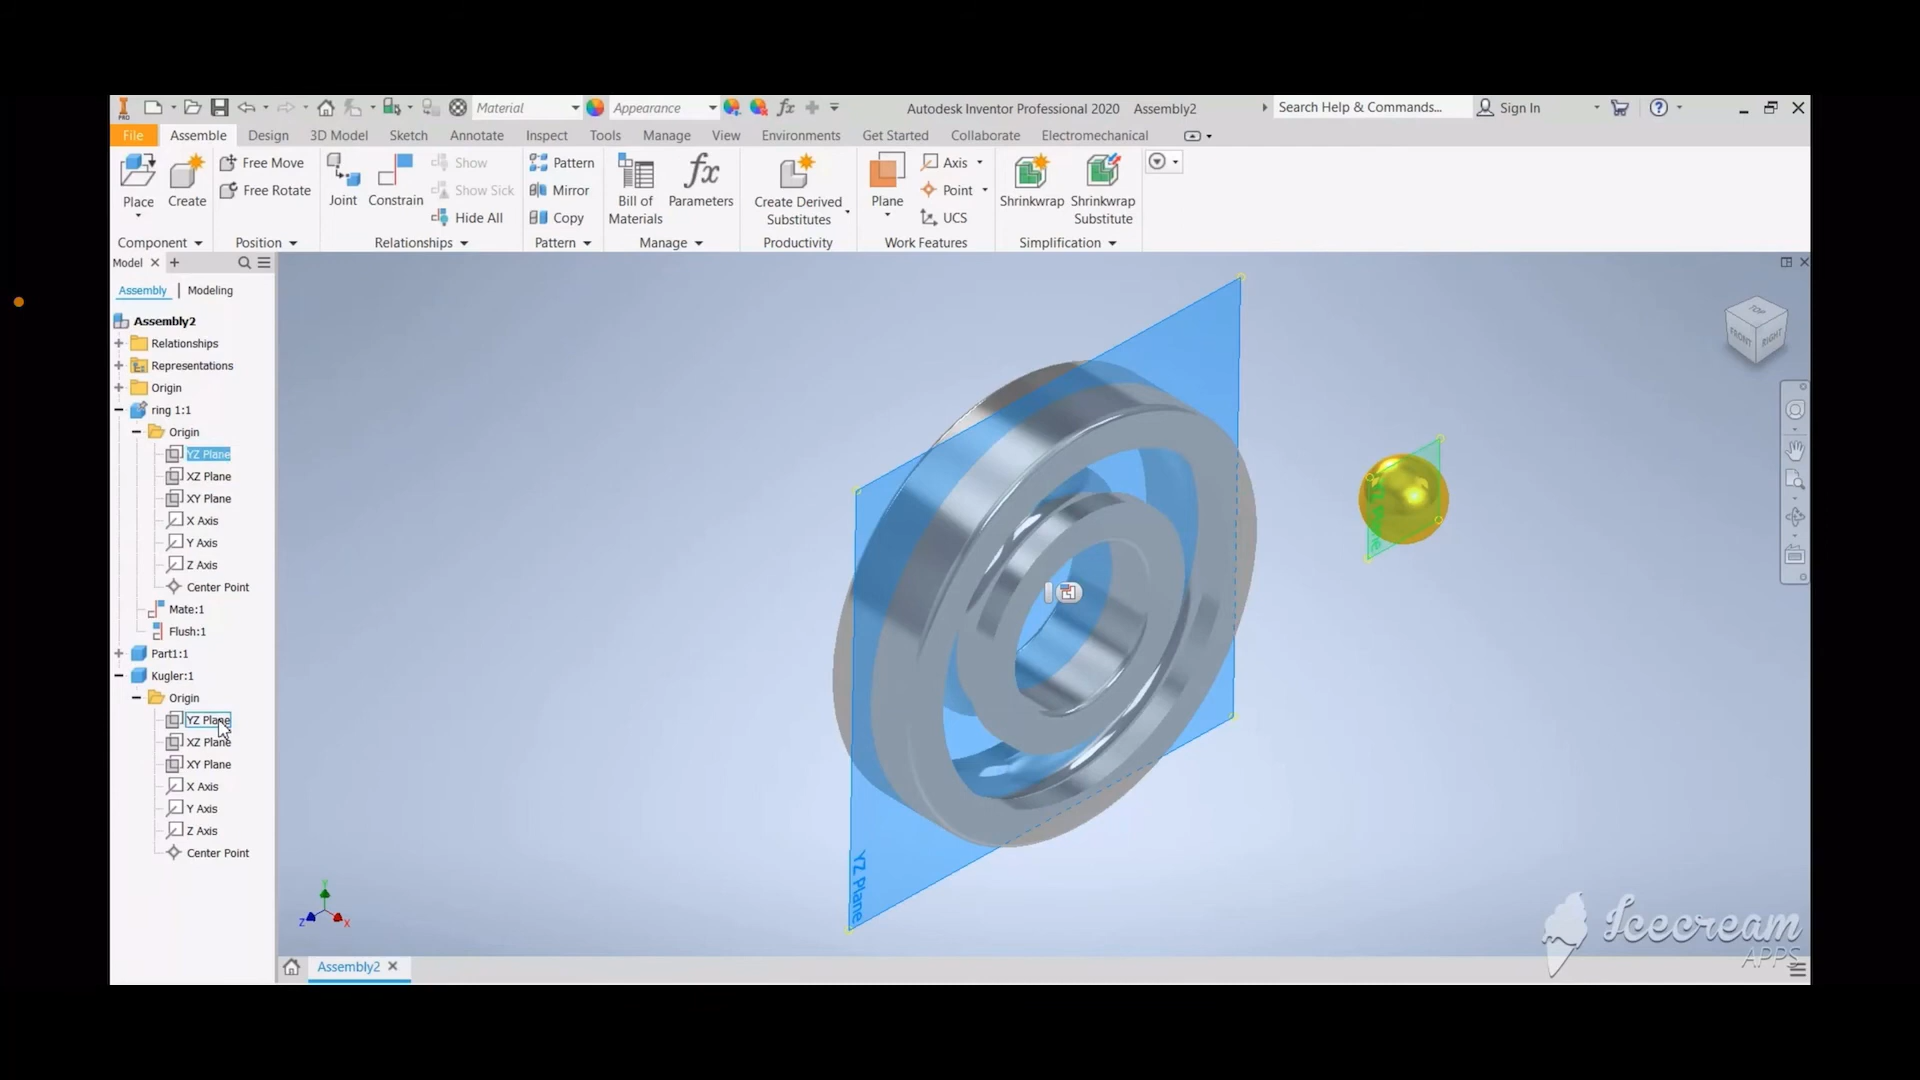 PRO
Material
Appearance
Autodesk Inventor Professional 2020 Assembly2
Search Help & Commands...
Sign In
File Assemble Design 3D Model Sketch Annotate Inspect Tools Manage View Environments Get Started Collaborate Electromechanical
Place
Create
Free Move
Free Rotate
Component
Position
Joint
Constrain
Show
Show Sick
Hide All
Relationships
Pattern
Mirror
Copy
Pattern
Bill of
Materials
Parameters
Manage
Create Derived
Substitutes
Productivity
Plane
Axis
Point
UCS
Work Features
Shrinkwrap
Shrinkwrap
Substitute
Simplification
Model
Assembly | Modeling
Assembly2
Relationships
Representations
Origin
ring 1:1
Origin
YZ Plane
XZ Plane
XY Plane
X Axis
Y Axis
Z Axis
Center Point
Mate:1
Flush:1
Part1:1
Kugler:1
Origin
YZ Plane
XZ Plane
XY Plane
X Axis
Y Axis
Z Axis
Center Point
YZ Plane
YZ Plane
TOP
FRONT
RIGHT
Y
Z
X
Assembly2
Icecream
APPS